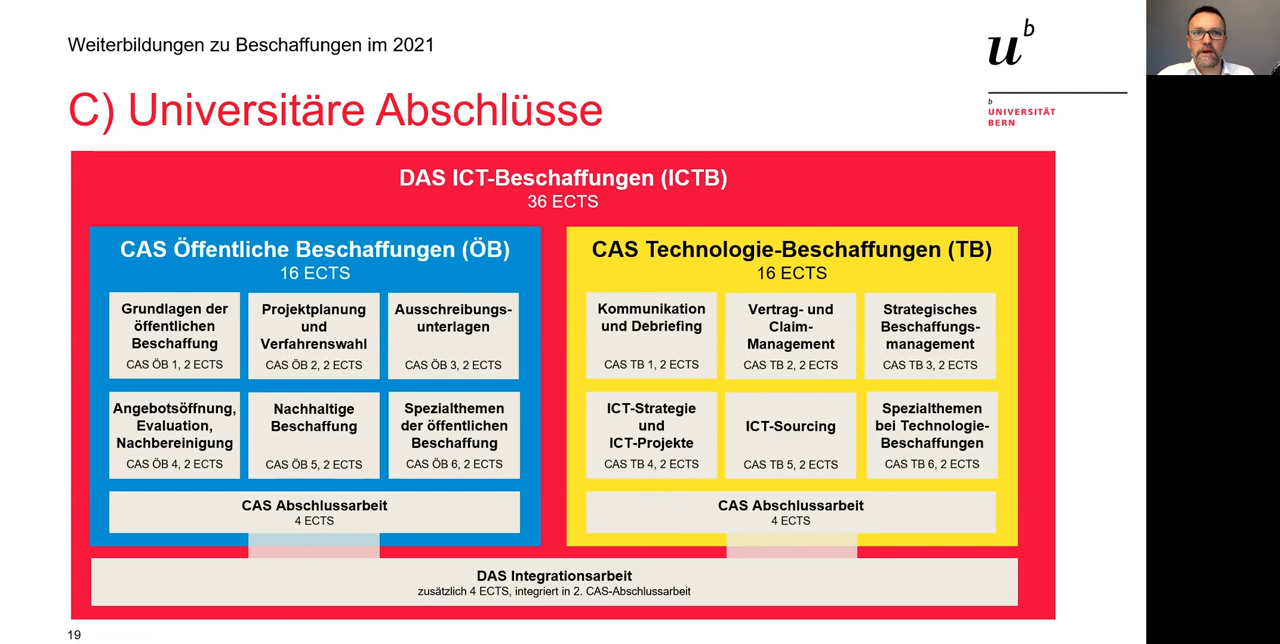 Weiterbildungen zu Beschaffungen im 2021
u b
b
UNIVERSITÄT
BERN
C) Universitäre Abschlüsse
DAS ICT-Beschaffungen (ICTB)
36 ECTS
CAS Öffentliche Beschaffungen (ÖB)
16 ECTS
Grundlagen der
öffentlichen
Beschaffung
CAS ÖB 1, 2 ECTS
Projektplanung
und
Verfahrenswahl
CAS ÖB 2, 2 ECTS
Ausschreibungs-
unterlagen
CAS ÖB 3, 2 ECTS
Angebotsöffnung,
Evaluation,
Nachbereinigung
CAS ÖB 4, 2 ECTS
Nachhaltige
Beschaffung
CAS ÖB 5, 2 ECTS
Spezialthemen
der öffentlichen
Beschaffung
CAS ÖB 6, 2 ECTS
CAS Abschlussarbeit
4 ECTS
CAS Technologie-Beschaffungen (TB)
16 ECTS
Kommunikation
und Debriefing
CAS TB 1, 2 ECTS
Vertrag- und
Claim-
Management
CAS TB 2, 2 ECTS
Strategisches
Beschaffungs-
management
CAS TB 3, 2 ECTS
ICT-Strategie
und
ICT-Projekte
CAS TB 4, 2 ECTS
ICT-Sourcing
CAS TB 5, 2 ECTS
Spezialthemen
bei Technologie-
Beschaffungen
CAS TB 6, 2 ECTS
CAS Abschlussarbeit
4 ECTS
DAS Integrationsarbeit
zusätzlich 4 ECTS, integriert in 2. CAS-Abschlussarbeit
19